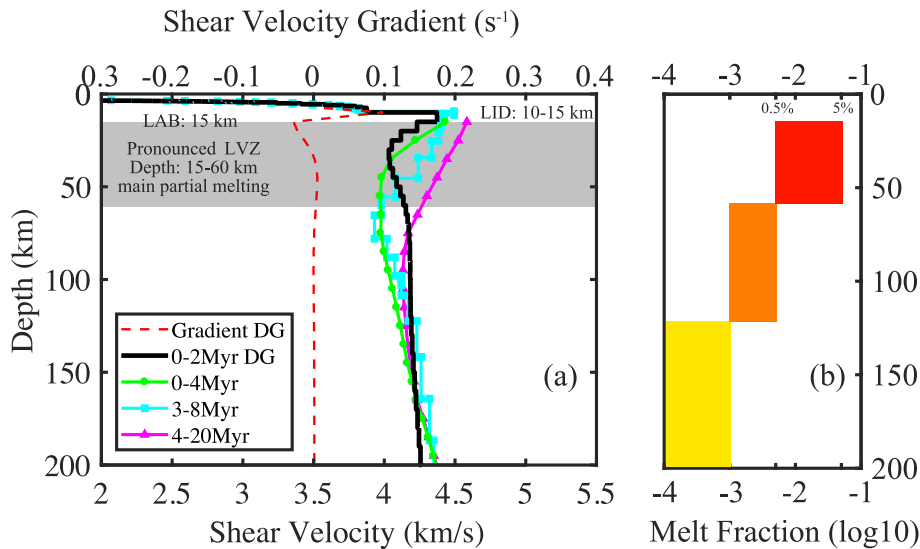 Shear Velocity Gradient (s⁻¹)
0.3 -0.2 -0.1 0 0.1 0.2 0.3 0.4
-4 -3 -2 -1
0
0.5% 5%
0
LAB: 15 km
LID: 10-15 km
Pronounced LVZ
Depth: 15-60 km
main partial melting
50
50
100
100
150
150
200
200
Depth (km)
Gradient DG
0-2Myr DG
0-4Myr
3-8Myr
4-20Myr
(a)
(b)
2 2.5 3 3.5 4 4.5 5 5.5
-4 -3 -2 -1
Shear Velocity (km/s)
Melt Fraction (log10)